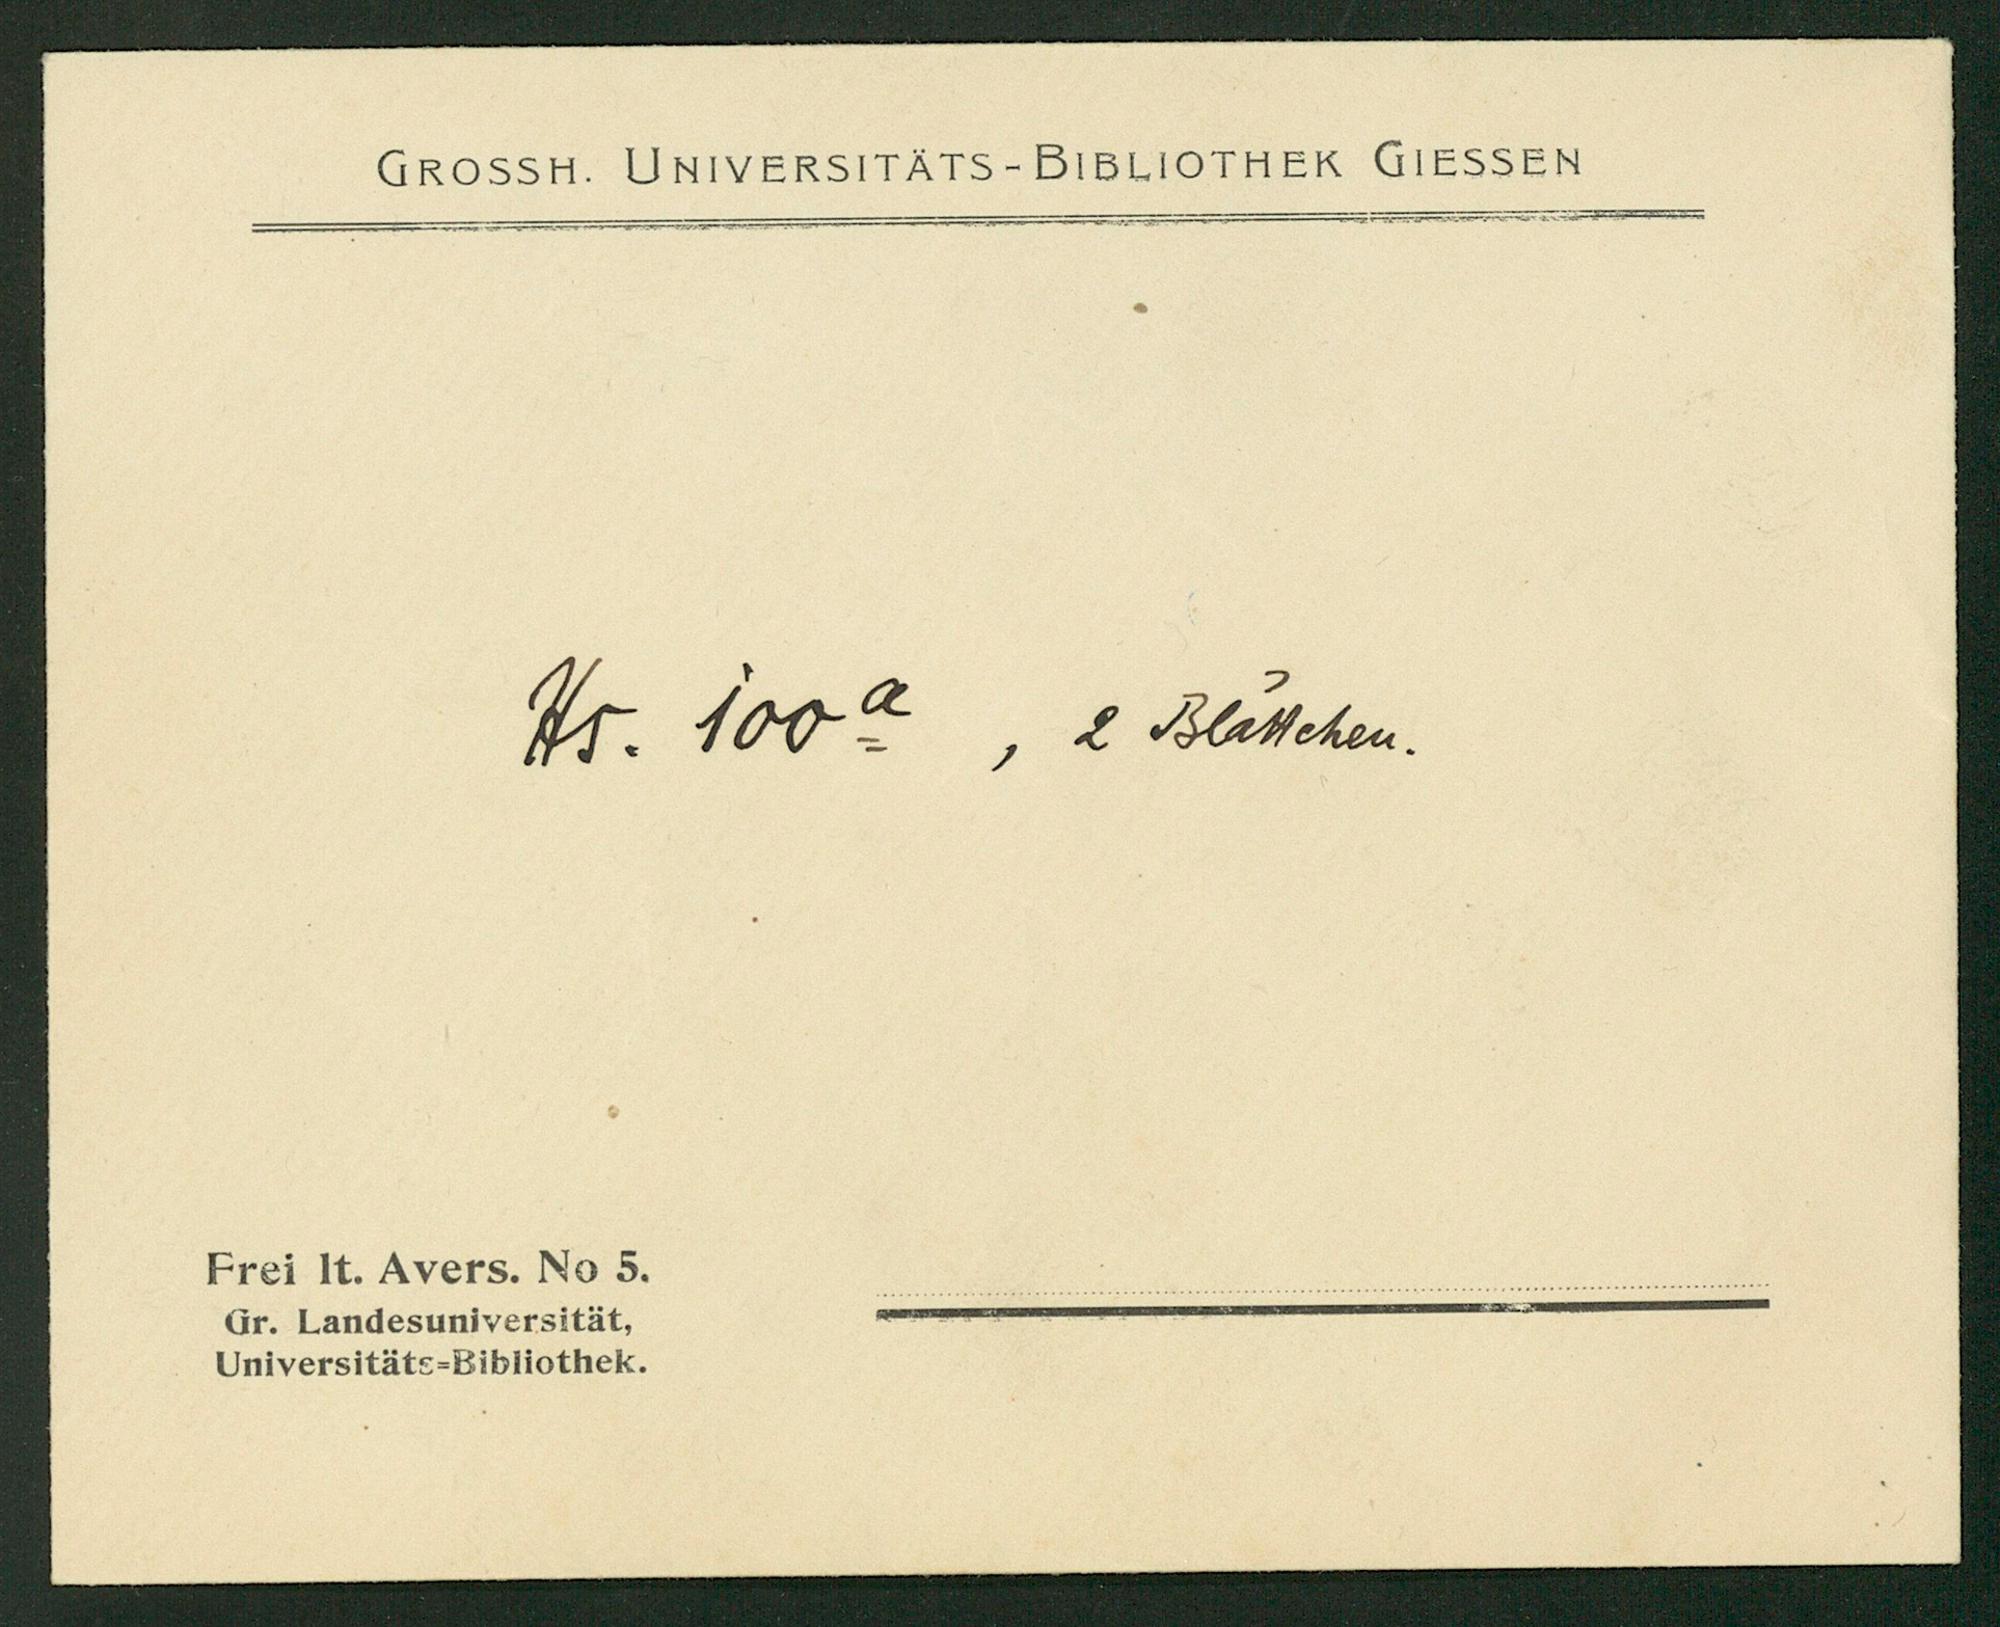 GROSSH. UNIVERSITÄTS-BIBLIOTHEK GIESSEN
Hs. 100ª, 2 Blättchen.
Frei lt. Avers. No 5.
Gr. Landesuniversität,
Universitäts=Bibliothek.